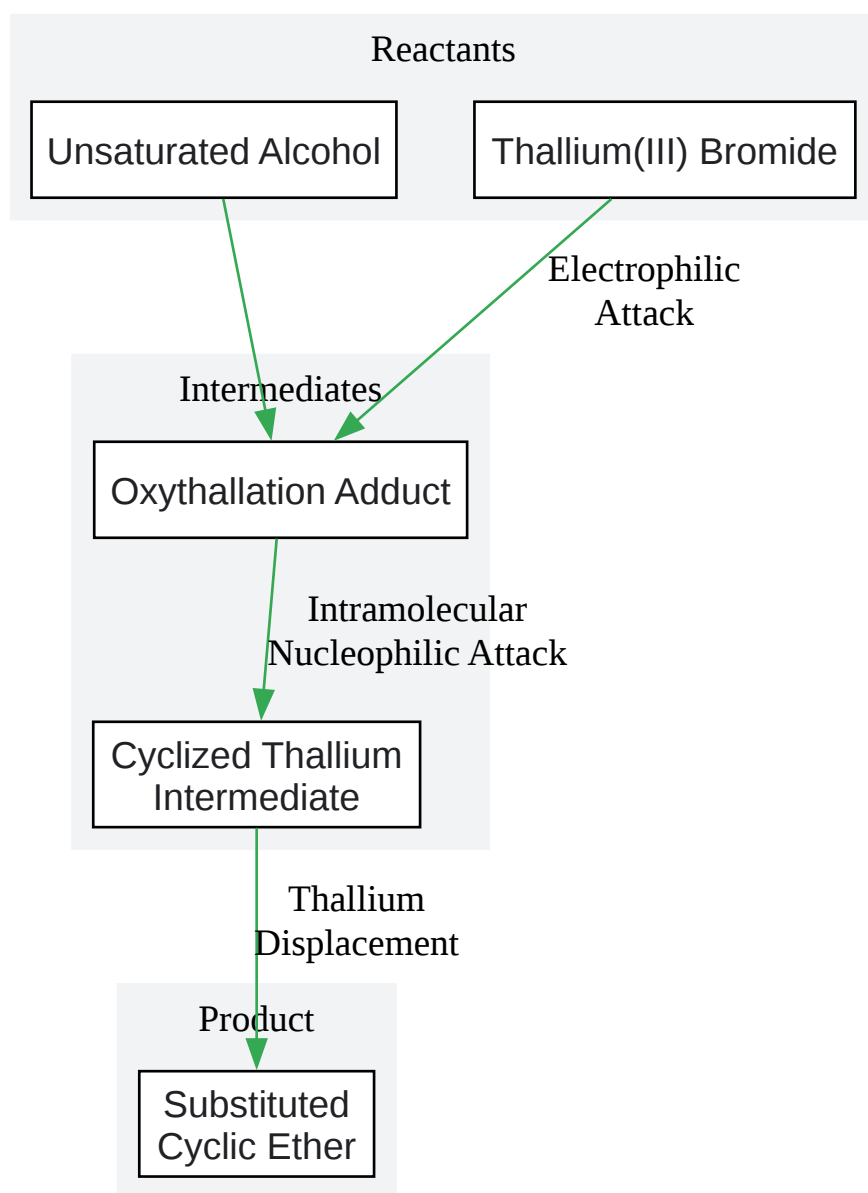 Reactants
Unsaturated Alcohol
Thallium(III) Bromide
Electrophilic
Attack
Intermediates
Oxythallation Adduct
Intramolecular
Nucleophilic Attack
Cyclized Thallium
Intermediate
Thallium
Displacement
Product
Substituted
Cyclic Ether